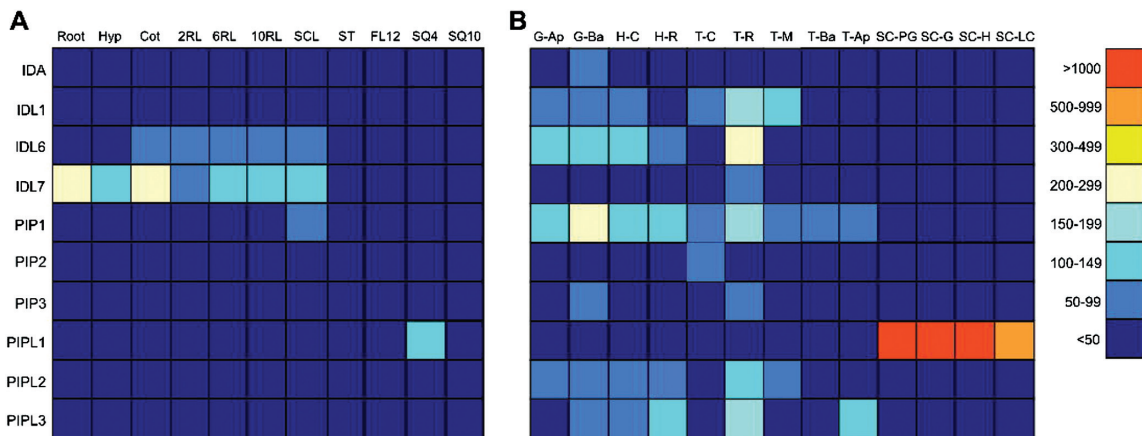 A
Root Hyp Cot 2RL 6RL 10RL SCL ST FL12 SQ4 SQ10
B
G-Ap G-Ba H-C H-R T-C T-R T-M T-Ba T-Ap SC-PG SC-G SC-H SC-LC
IDA
IDL1
IDL6
IDL7
PIP1
PIP2
PIP3
PIPL1
PIPL2
PIPL3
>1000
500-999
300-499
200-299
150-199
100-149
50-99
<50